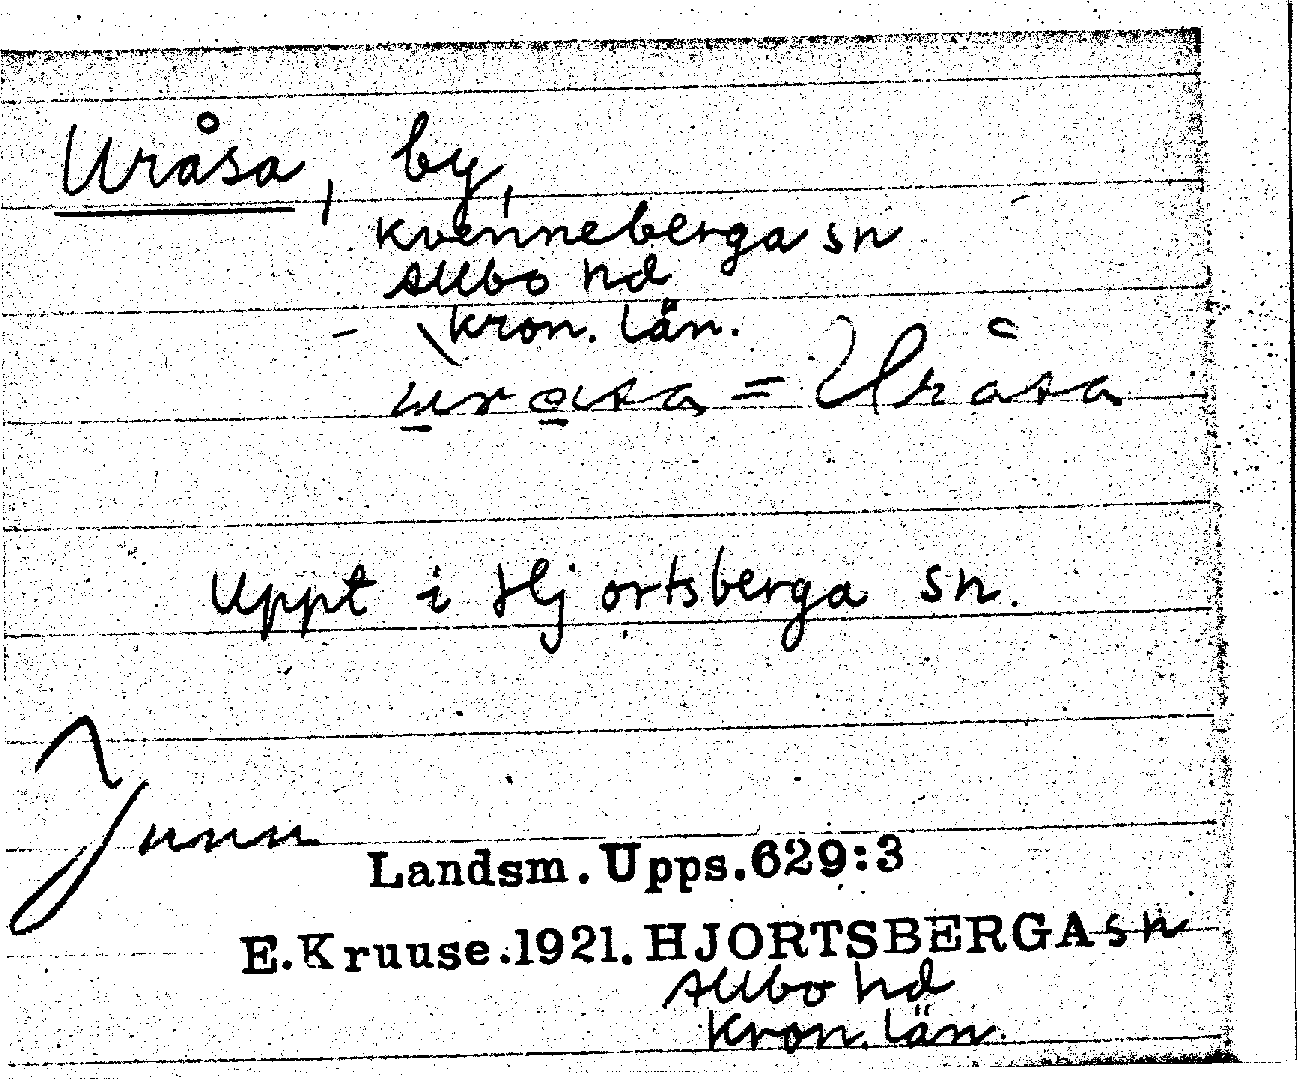 Uråsa, by,
Kvenneberga sn
Allbo hd
Kron. län.
= Uråsa
Uppt i Hjortsberga sn.
Landsm. Upps. 629:3
E. Kruuse. 1921. HJORTSBERGA sn
Allbo hd
Kron. län.